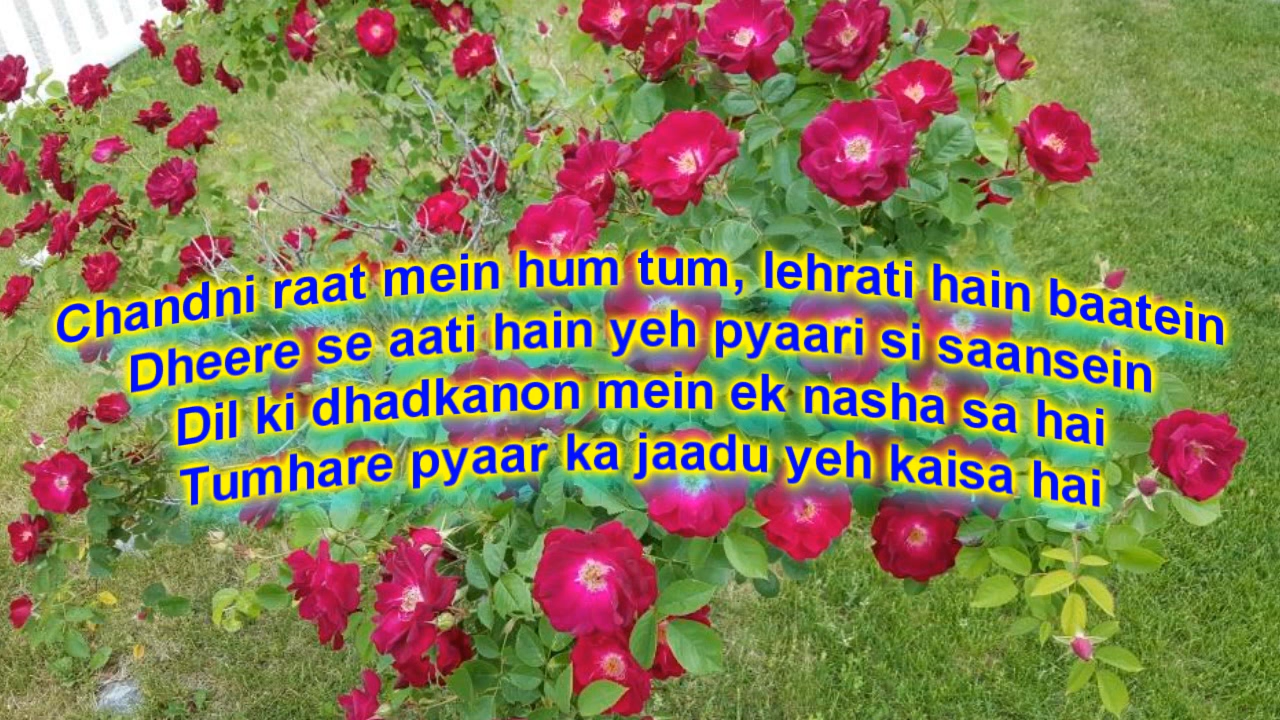 Chandni raat mein hum tum, lehrati hain baatein
Dheere se aati hain yeh pyaari si saansein
Dil ki dhadkanon mein ek nasha sa hai
Tumhare pyaar ka jaadu yeh kaisa hai